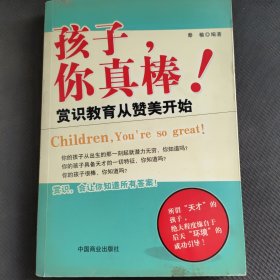 孩子，
你真棒！
编著
赏识教育从赞美开始
Children, You're so great!
你的孩子从出生的那一刻起就潜力无穷，你知道吗？
你的孩子具备天才的一切特征，你知道吗？
你的孩子很棒，你知道吗？
赏识，会让你知道所有答案！
所谓“天才”的
孩子，
绝大程度缘自于
后天“环境”的
成功引导！
中国商业出版社